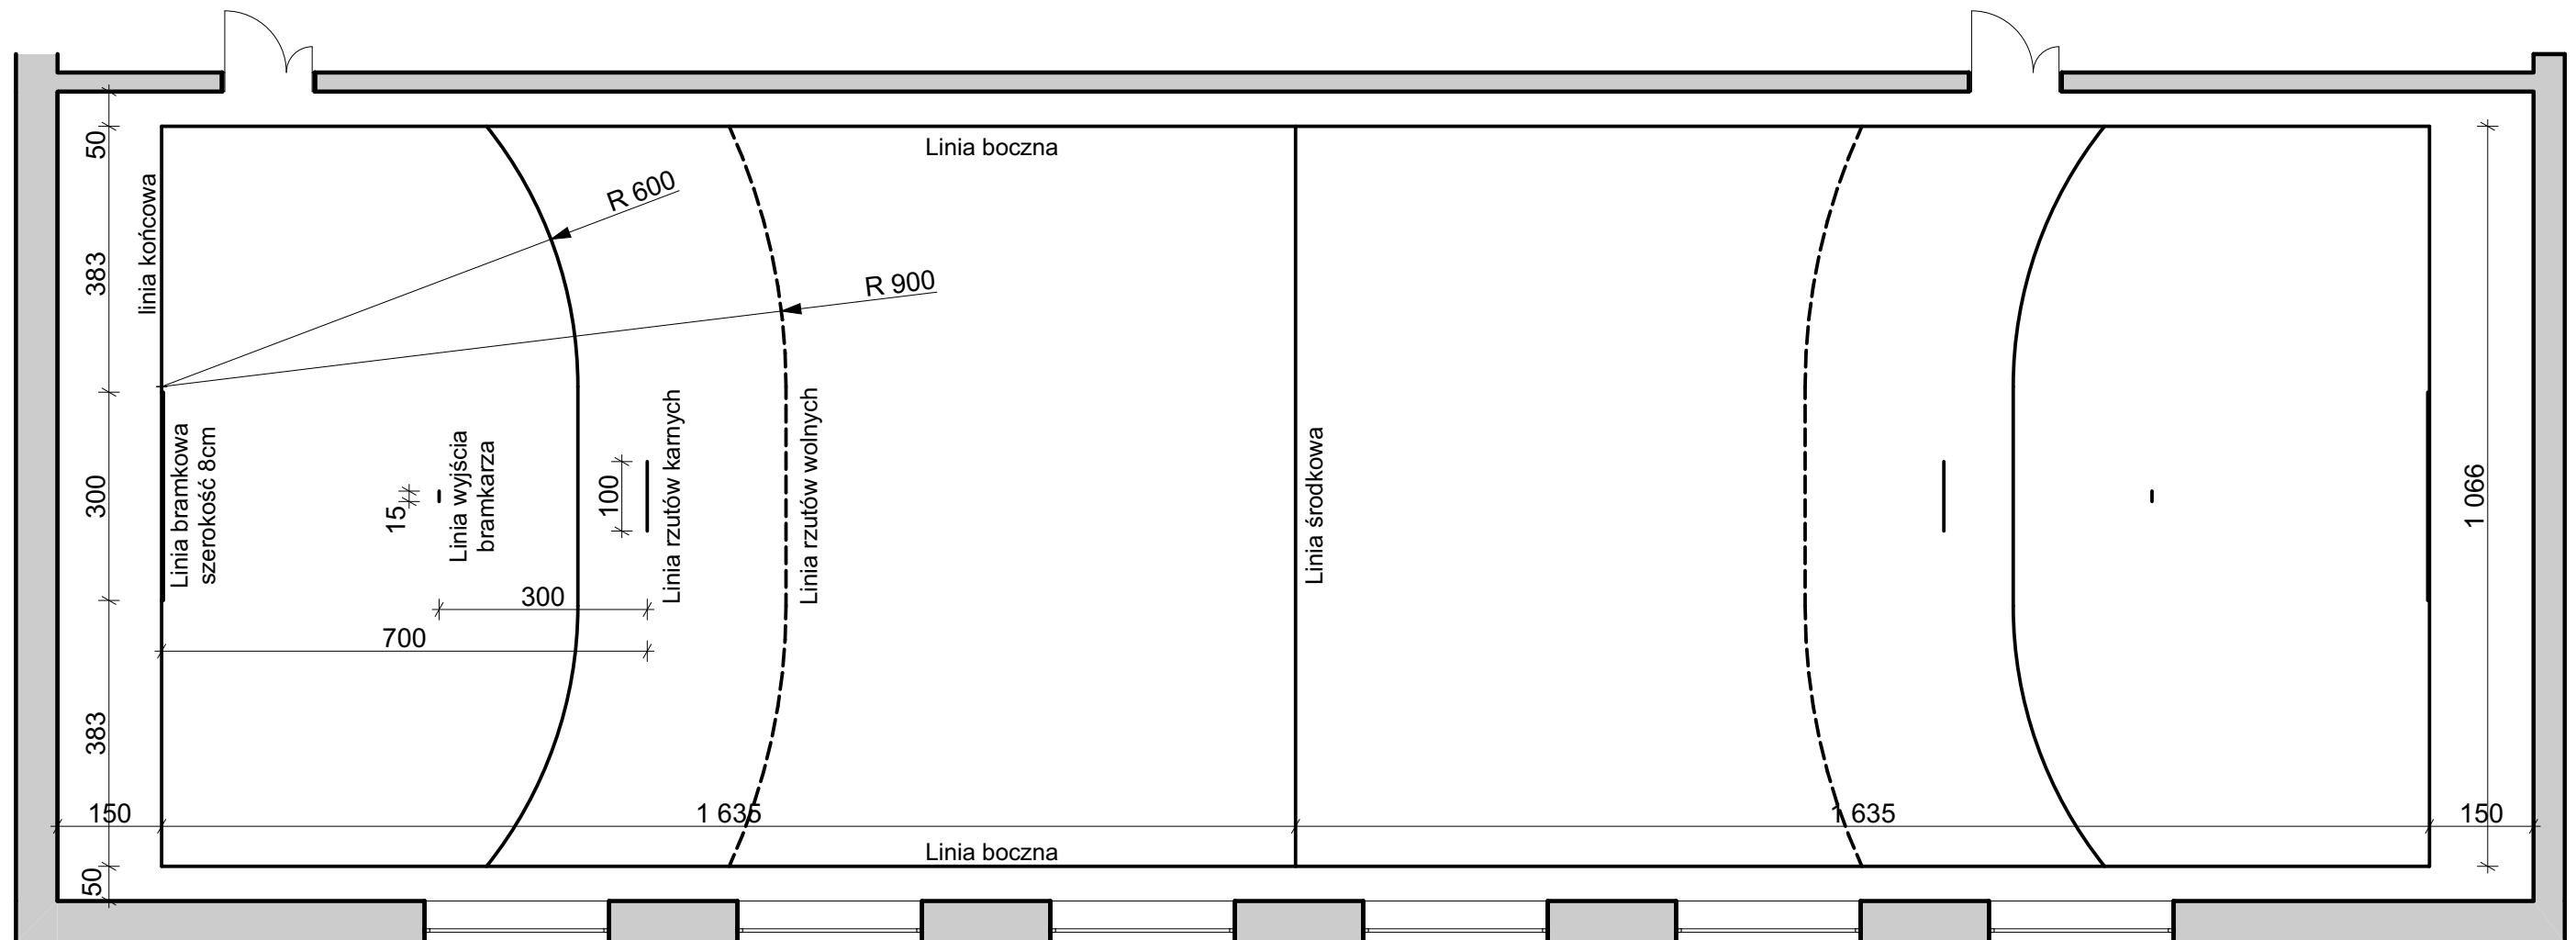 50
Linia boczna
linia końcowa
R 600
383
R 900
Linia bramkowa
szerokość 8cm
300
15
Linia wyjścia
bramkarza
100
Linia rzutów karnych
Linia rzutów wolnych
Linia środkowa
1 066
300
700
383
150
1 635
1 635
150
Linia boczna
50